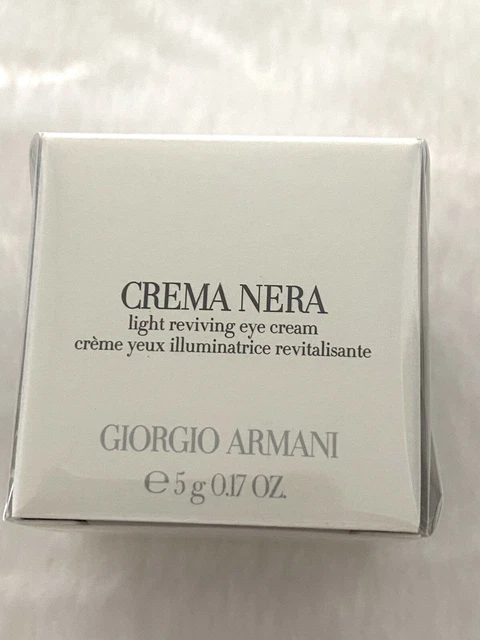 CREMA NERA
light reviving eye cream
crème yeux illuminatrice revitalisante
GIORGIO ARMANI
℮ 5 g 0.17 OZ.